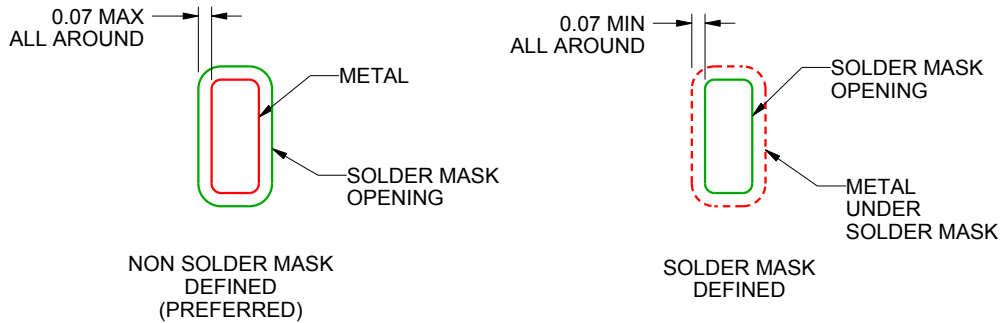 0.07 MAX
ALL AROUND
METAL
SOLDER MASK
OPENING
NON SOLDER MASK
DEFINED
(PREFERRED)
0.07 MIN
ALL AROUND
SOLDER MASK
OPENING
METAL
UNDER
SOLDER MASK
SOLDER MASK
DEFINED